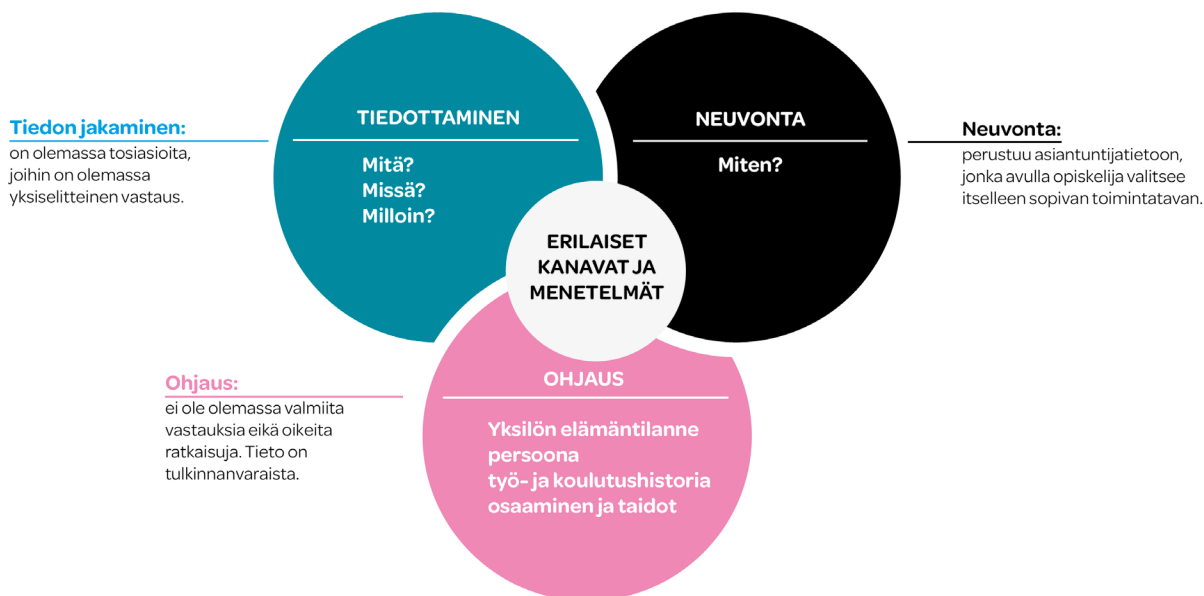 Tiedon jakaminen:
on olemassa tosiasioita,
joihin on olemassa
yksiselitteinen vastaus.
TIEDOTTAMINEN
Mitä?
Missä?
Milloin?
NEUVONTA
Miten?
Neuvonta:
perustuu asiantuntijatietoon,
jonka avulla opiskelija valitsee
itselleen sopivan toimintatavan.
ERILAISET
KANAVAT JA
MENETELMÄT
Ohjaus:
ei ole olemassa valmiita
vastauksia eikä oikeita
ratkaisuja. Tieto on
tulkinnanvaraista.
OHJAUS
Yksilön elämäntilanne
persoona
työ- ja koulutushistoria
osaaminen ja taidot